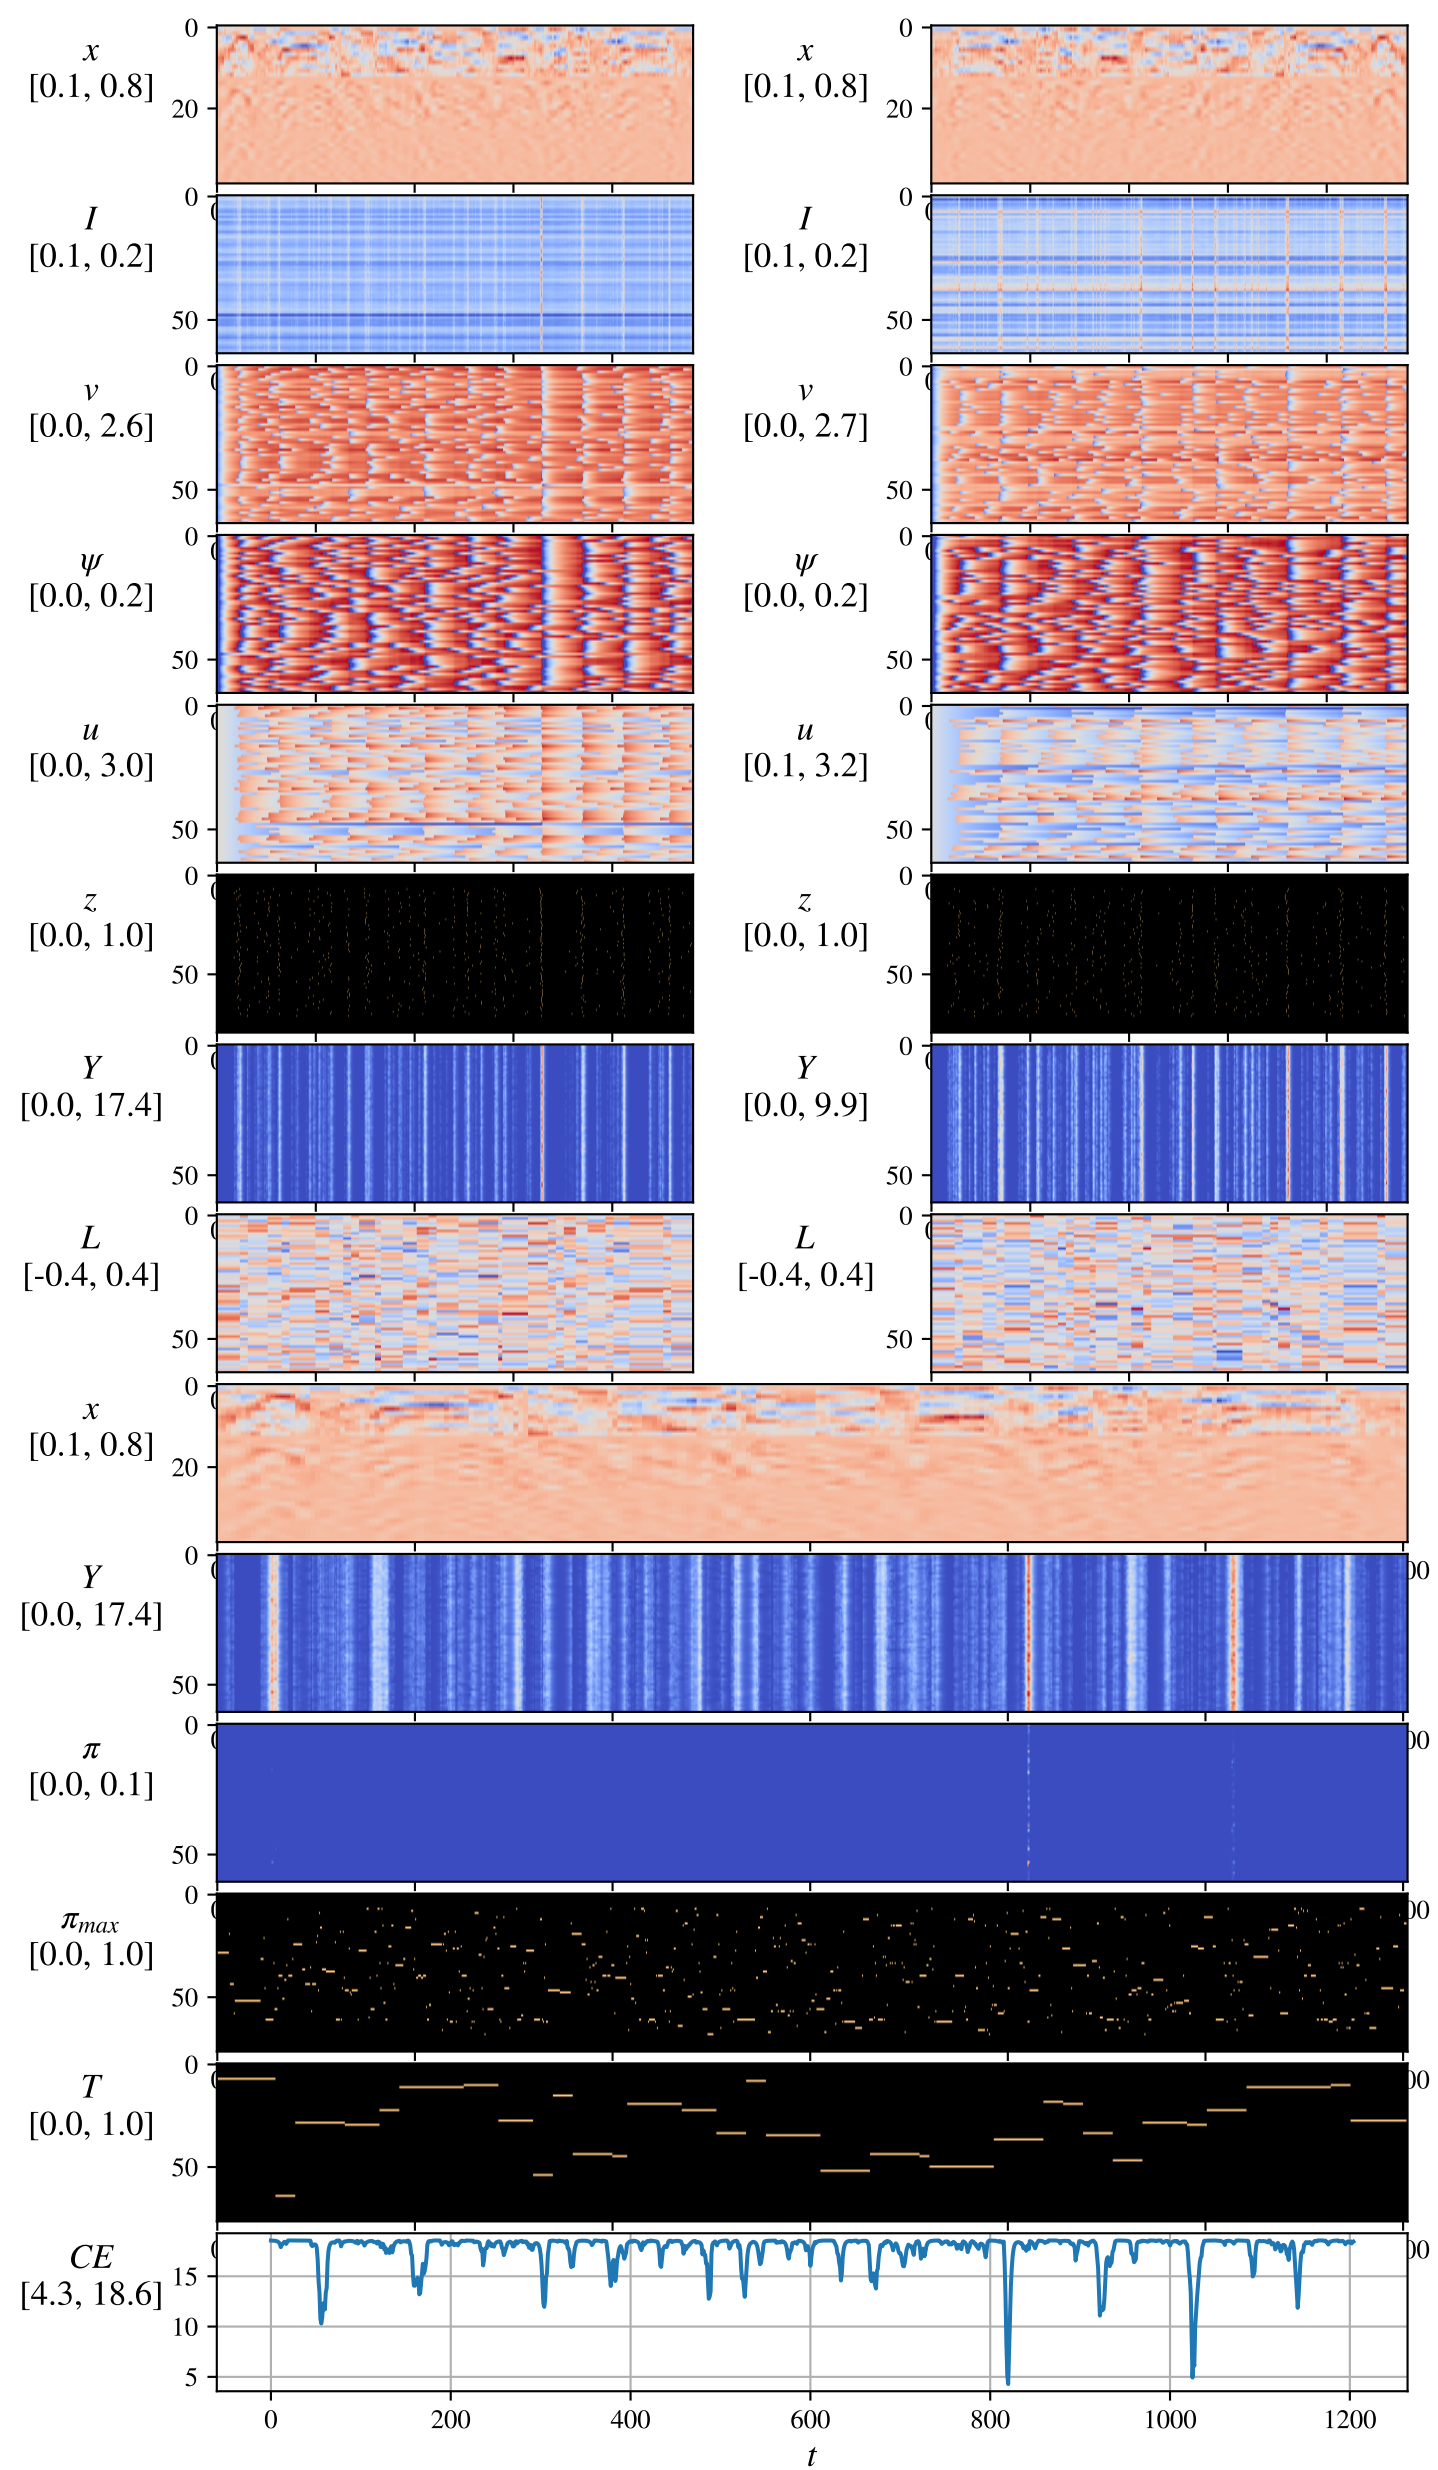 x
[0.1, 0.8]
0
20
x
[0.1, 0.8]
0
20
I
[0.1, 0.2]
0
50
I
[0.1, 0.2]
0
50
v
[0.0, 2.6]
0
50
v
[0.0, 2.7]
0
50
ψ
[0.0, 0.2]
0
50
ψ
[0.0, 0.2]
0
50
u
[0.0, 3.0]
0
50
u
[0.1, 3.2]
0
50
z
[0.0, 1.0]
0
50
z
[0.0, 1.0]
0
50
Y
[0.0, 17.4]
0
50
Y
[0.0, 9.9]
0
50
L
[-0.4, 0.4]
0
50
L
[-0.4, 0.4]
0
50
x
[0.1, 0.8]
0
20
Y
[0.0, 17.4]
0
50
π
[0.0, 0.1]
0
50
πmax
[0.0, 1.0]
0
50
T
[0.0, 1.0]
0
50
CE
[4.3, 18.6]
15
10
5
0 200 400 600 800 1000 1200
t